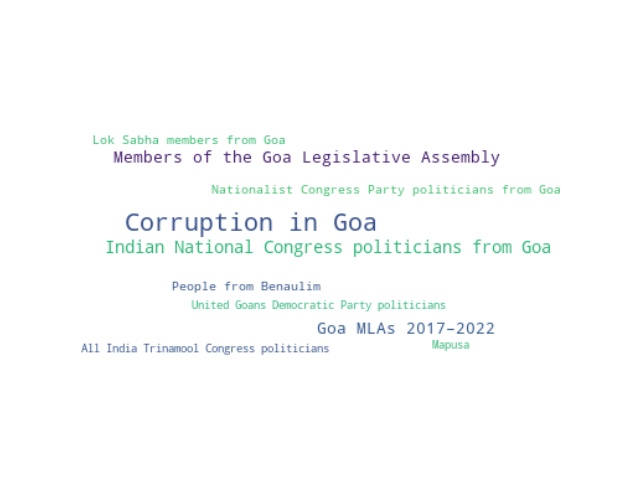 Lok Sabha members from Goa
Members of the Goa Legislative Assembly
Nationalist Congress Party politicians from Goa
Corruption in Goa
Indian National Congress politicians from Goa
People from Benaulim
United Goans Democratic Party politicians
Goa MLAs 2017–2022
Mapusa
All India Trinamool Congress politicians